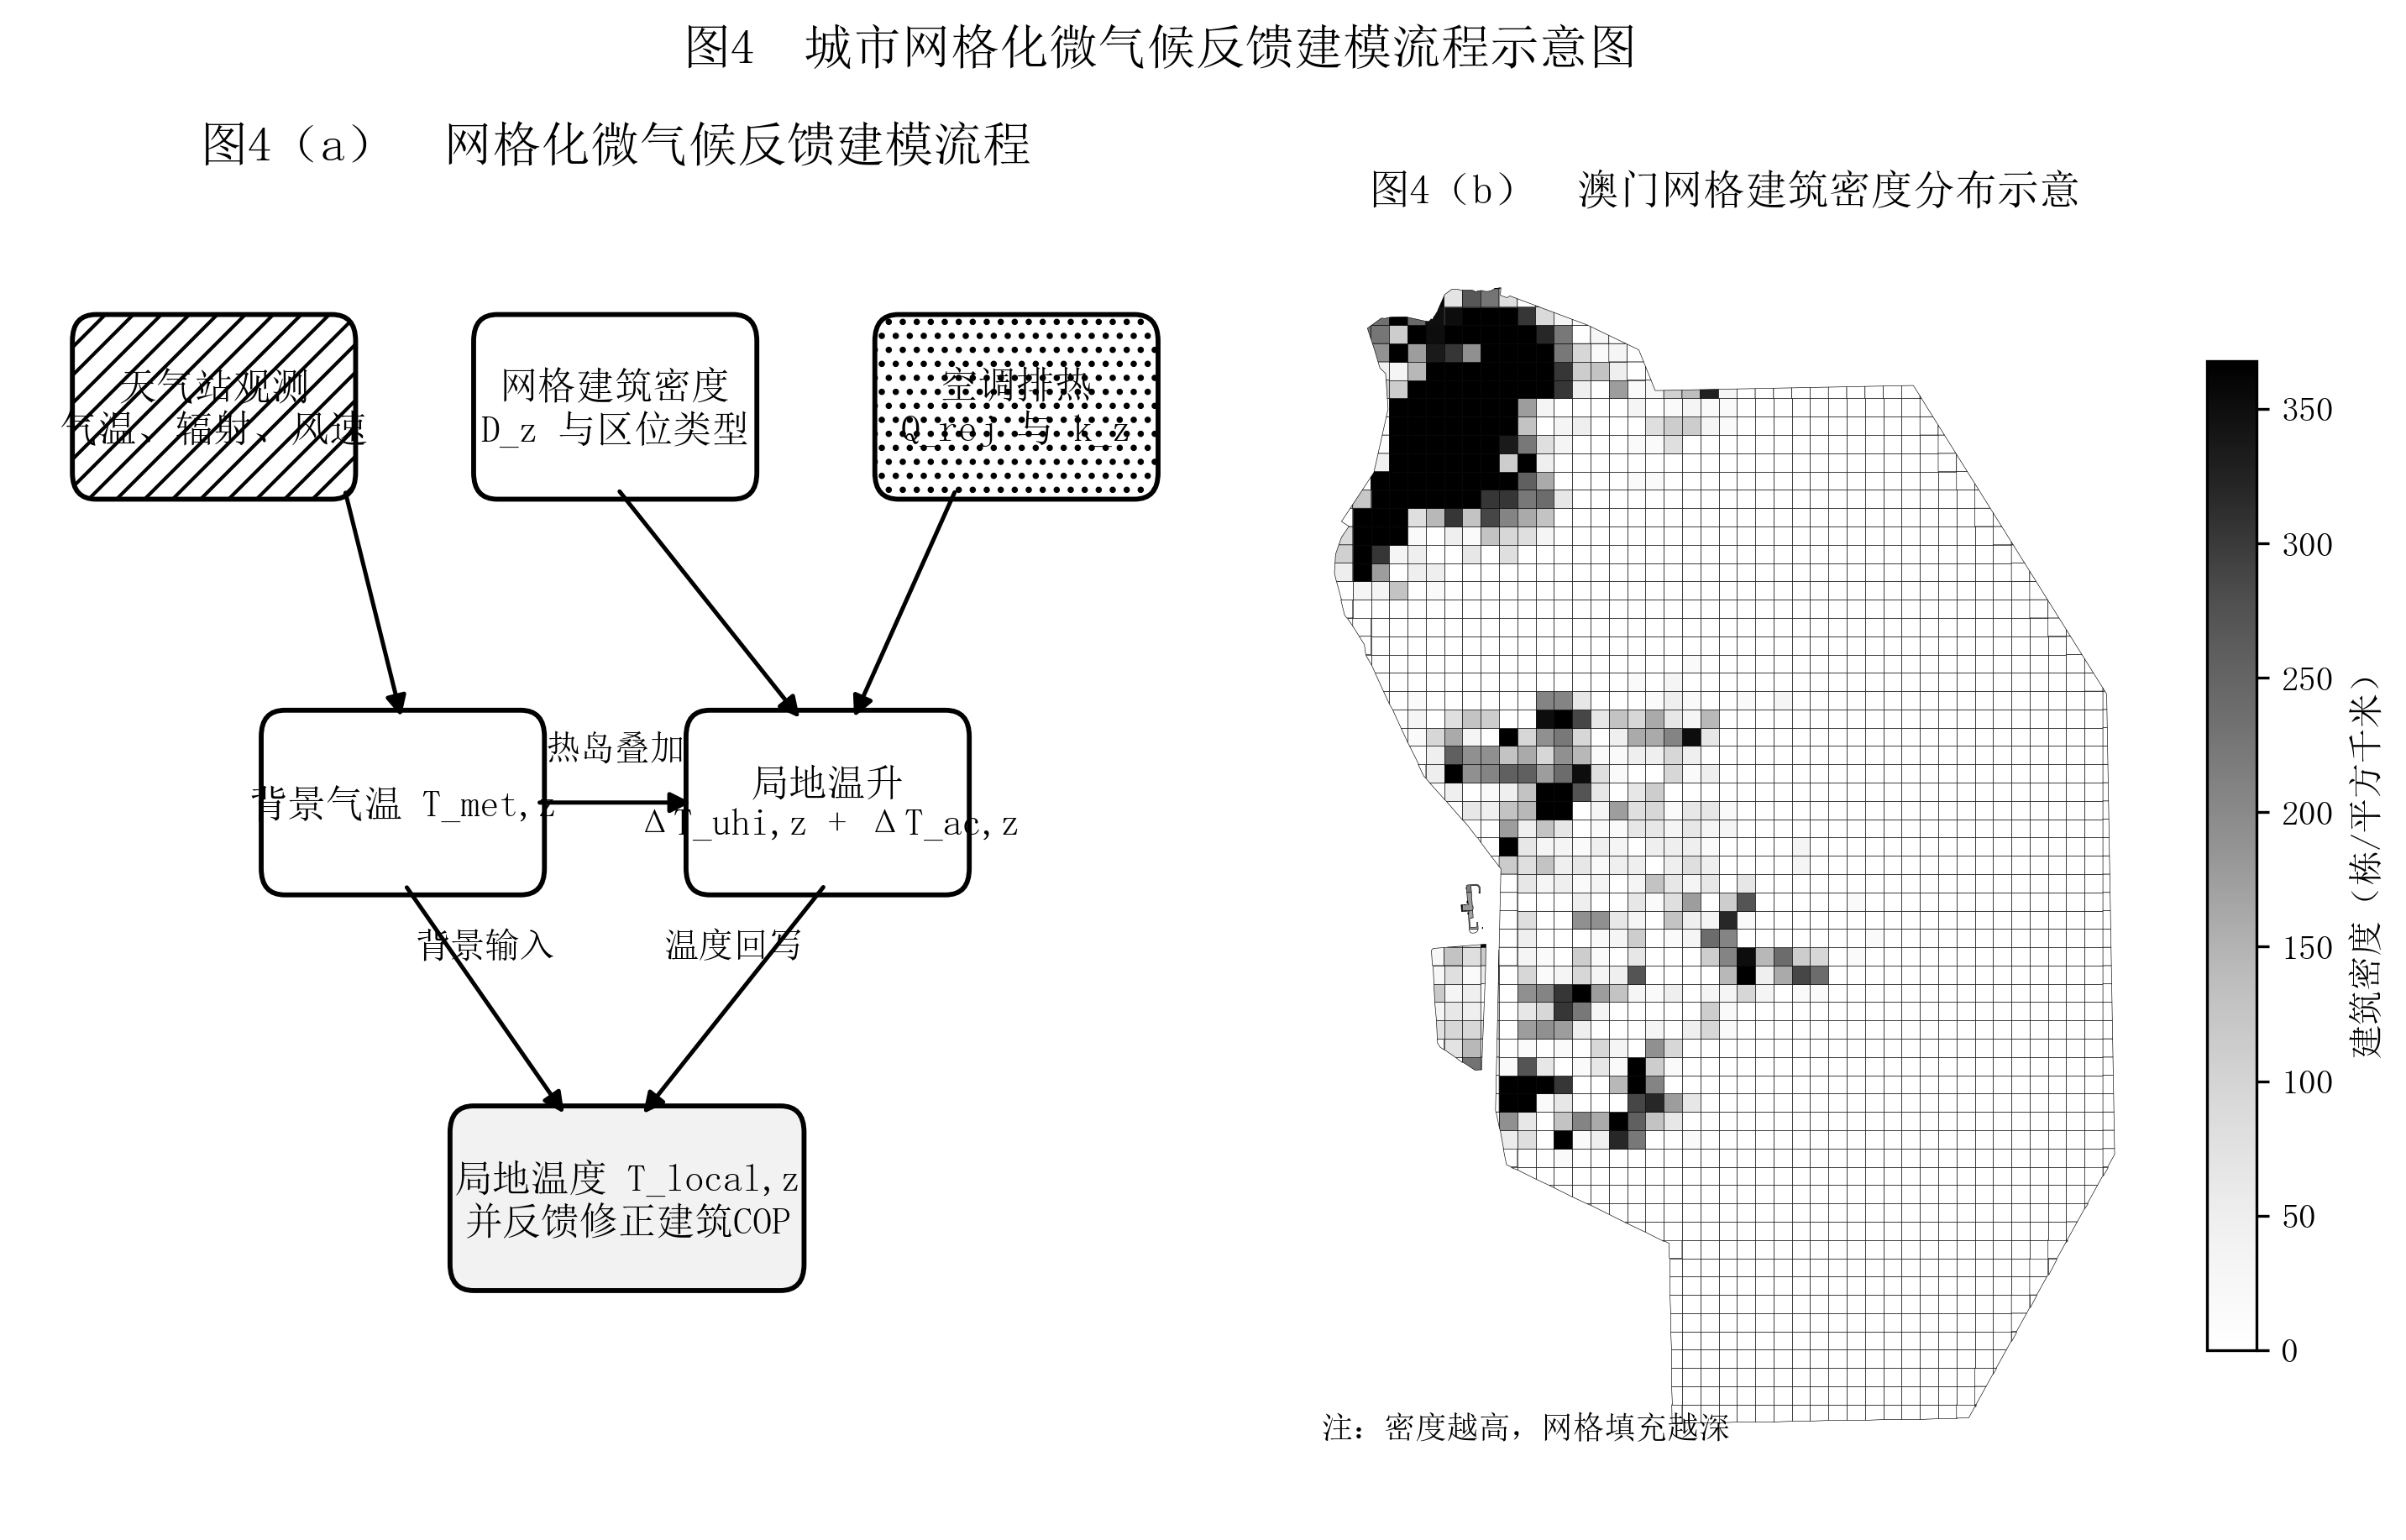 图4 城市网格化微气候反馈建模流程示意图
图4（a） 网格化微气候反馈建模流程
天气站观测
气温、辐射、风速
网格建筑密度
D_z 与区位类型
空调排热
Q_rej 与 k_z
背景气温 T_met,z
热岛叠加
局地温升
ΔT_uhi,z + ΔT_ac,z
背景输入
温度回写
局地温度 T_local,z
并反馈修正建筑COP
图4（b） 澳门网格建筑密度分布示意
350
300
250
200
150
100
50
0
建筑密度（栋/平方千米）
注：密度越高，网格填充越深